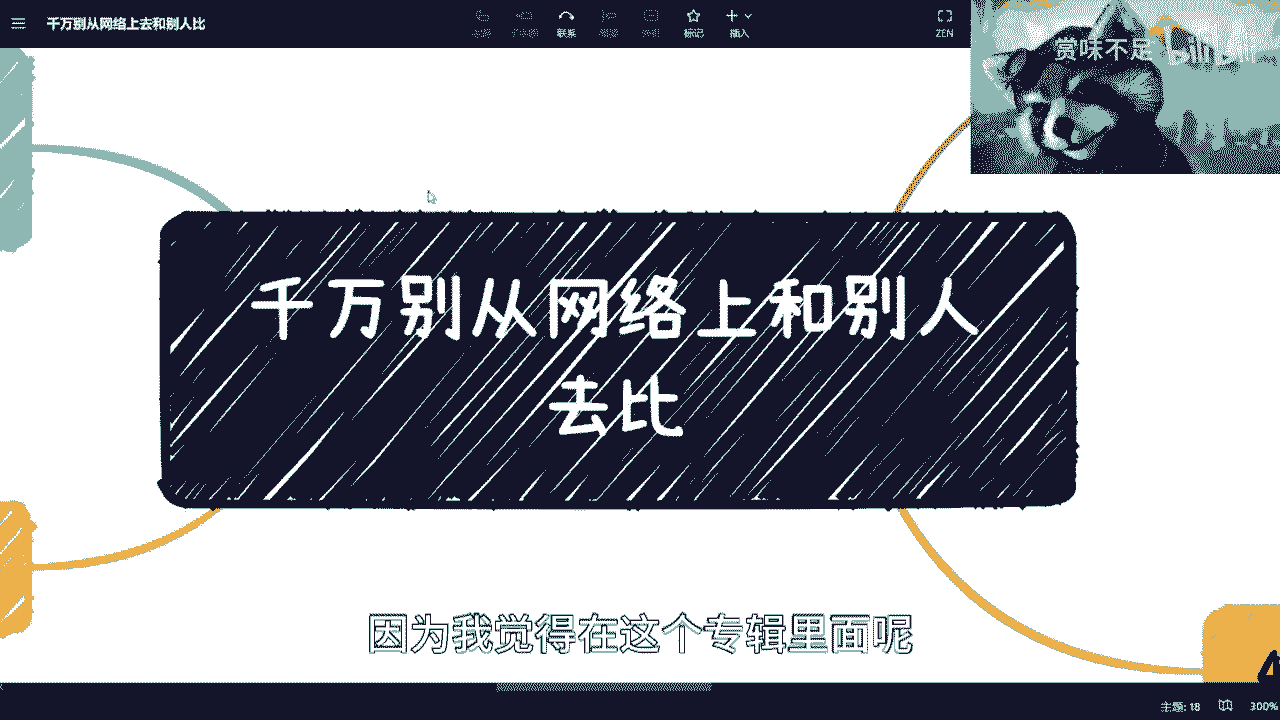 千万别从网络上去和别人比
联系
标记
插入
ZEN
赏味不足
bilibili
千万别从网络上和别人
去比
因为我觉得在这个专辑里面呢
主题: 18
300%